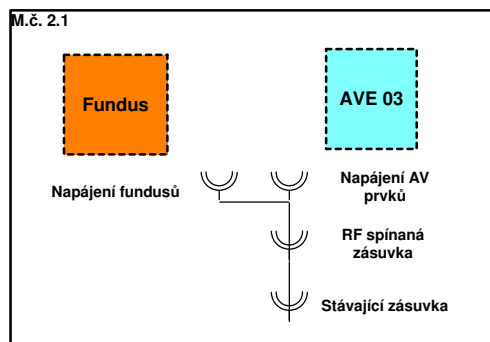 M.č. 2.1
Fundus
AVE 03
Napájení fundusů
Napájení AV
prvků
RF spínaná
zásuvka
Stávající zásuvka